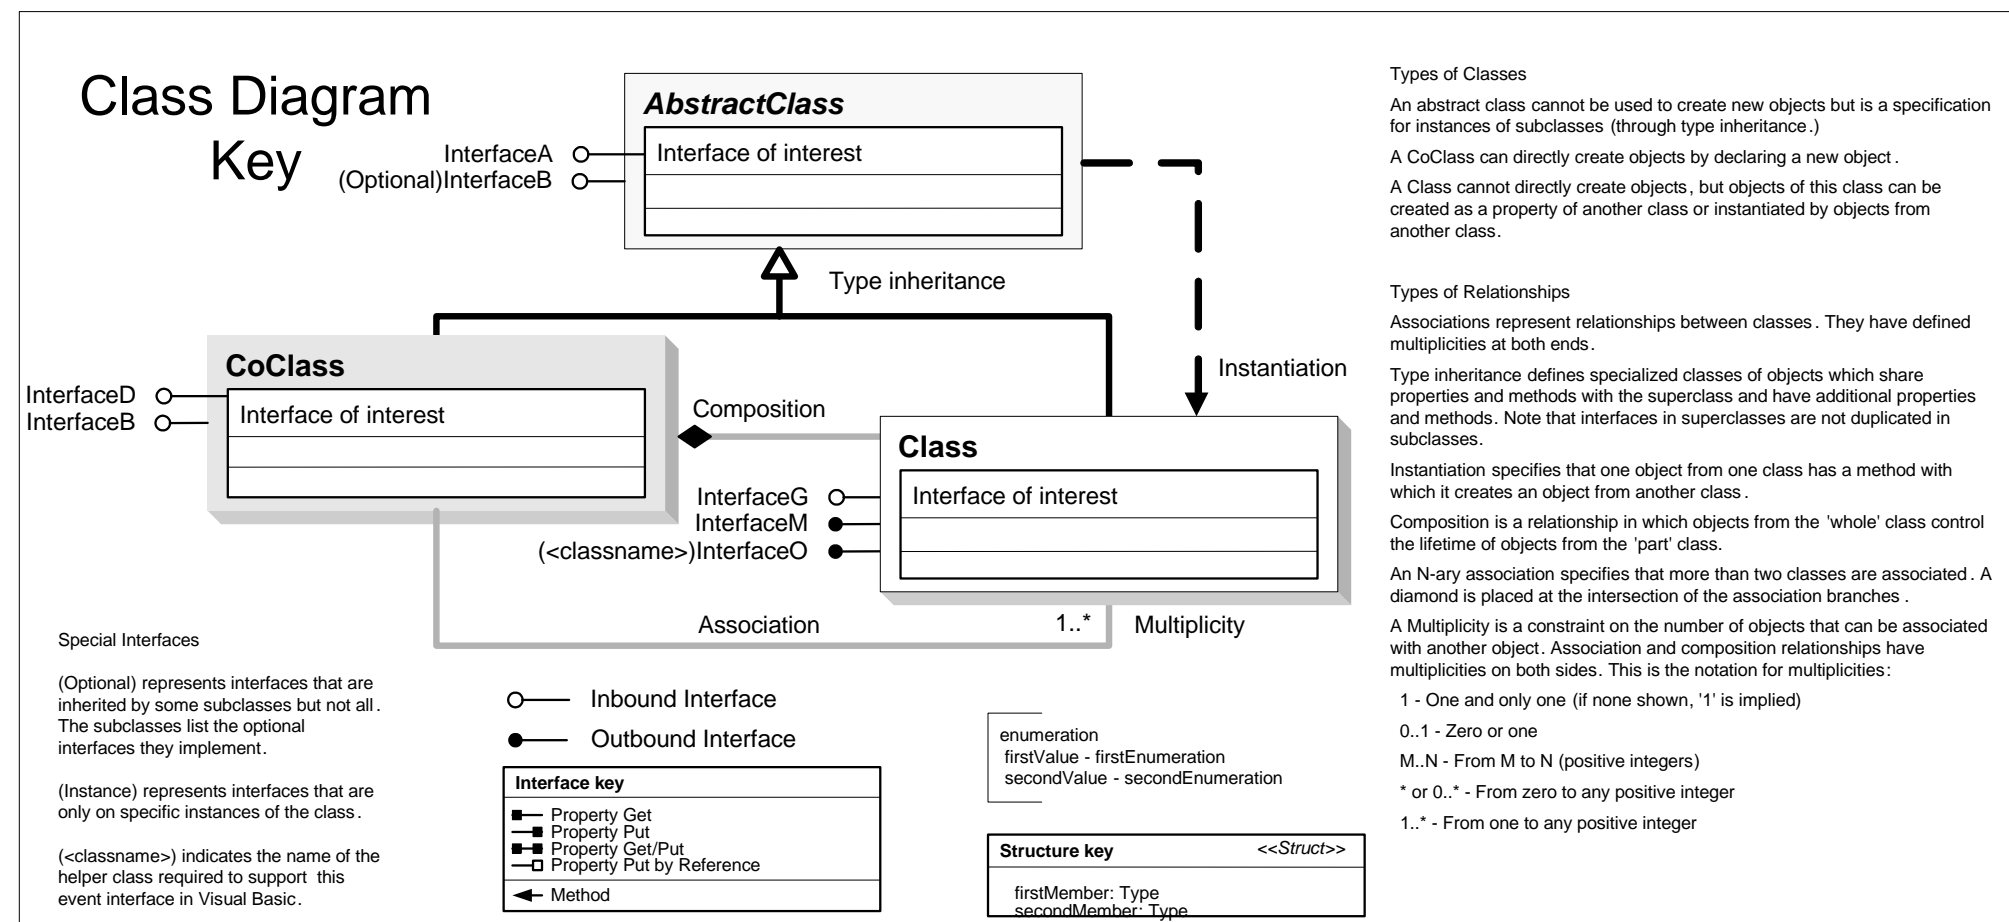 Class Diagram
Key
AbstractClass
InterfaceA
(Optional)InterfaceB
Interface of interest
Type inheritance
CoClass
InterfaceD
InterfaceB
Interface of interest
Composition
Instantiation
Class
InterfaceG
InterfaceM
(<classname>)InterfaceO
Interface of interest
Association
1..*
Multiplicity
Special Interfaces
(Optional) represents interfaces that are
inherited by some subclasses but not all.
The subclasses list the optional
interfaces they implement.
(Instance) represents interfaces that are
only on specific instances of the class.
(<classname>) indicates the name of the
helper class required to support this
event interface in Visual Basic.
Inbound Interface
Outbound Interface
Interface key
Property Get
Property Put
Property Get/Put
Property Put by Reference
Method
enumeration
firstValue - firstEnumeration
secondValue - secondEnumeration
Structure key <<Struct>>
firstMember: Type
secondMember: Type
Types of Classes
An abstract class cannot be used to create new objects but is a specification
for instances of subclasses (through type inheritance.)
A CoClass can directly create objects by declaring a new object.
A Class cannot directly create objects, but objects of this class can be
created as a property of another class or instantiated by objects from
another class.
Types of Relationships
Associations represent relationships between classes. They have defined
multiplicities at both ends.
Type inheritance defines specialized classes of objects which share
properties and methods with the superclass and have additional properties
and methods. Note that interfaces in superclasses are not duplicated in
subclasses.
Instantiation specifies that one object from one class has a method with
which it creates an object from another class.
Composition is a relationship in which objects from the 'whole' class control
the lifetime of objects from the 'part' class.
An N-ary association specifies that more than two classes are associated. A
diamond is placed at the intersection of the association branches.
A Multiplicity is a constraint on the number of objects that can be associated
with another object. Association and composition relationships have
multiplicities on both sides. This is the notation for multiplicities:
1 - One and only one (if none shown, '1' is implied)
0..1 - Zero or one
M..N - From M to N (positive integers)
* or 0..* - From zero to any positive integer
1..* - From one to any positive integer